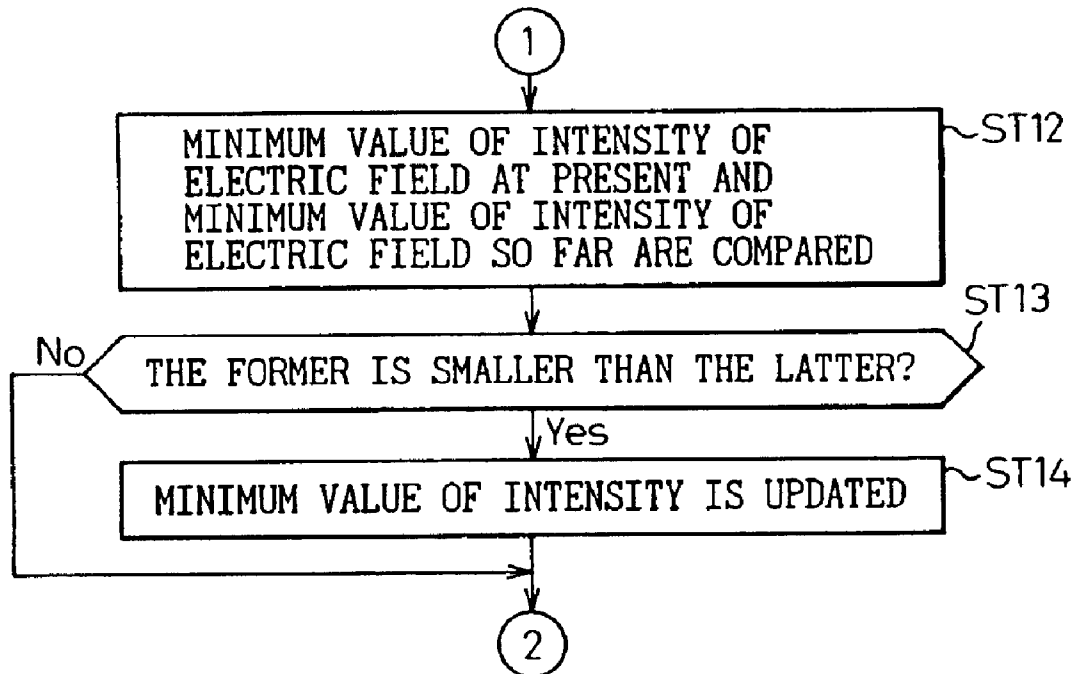 1
MINIMUM VALUE OF INTENSITY OF
ELECTRIC FIELD AT PRESENT AND
MINIMUM VALUE OF INTENSITY OF
ELECTRIC FIELD SO FAR ARE COMPARED
ST12
ST13
No
THE FORMER IS SMALLER THAN THE LATTER?
Yes
ST14
MINIMUM VALUE OF INTENSITY IS UPDATED
2